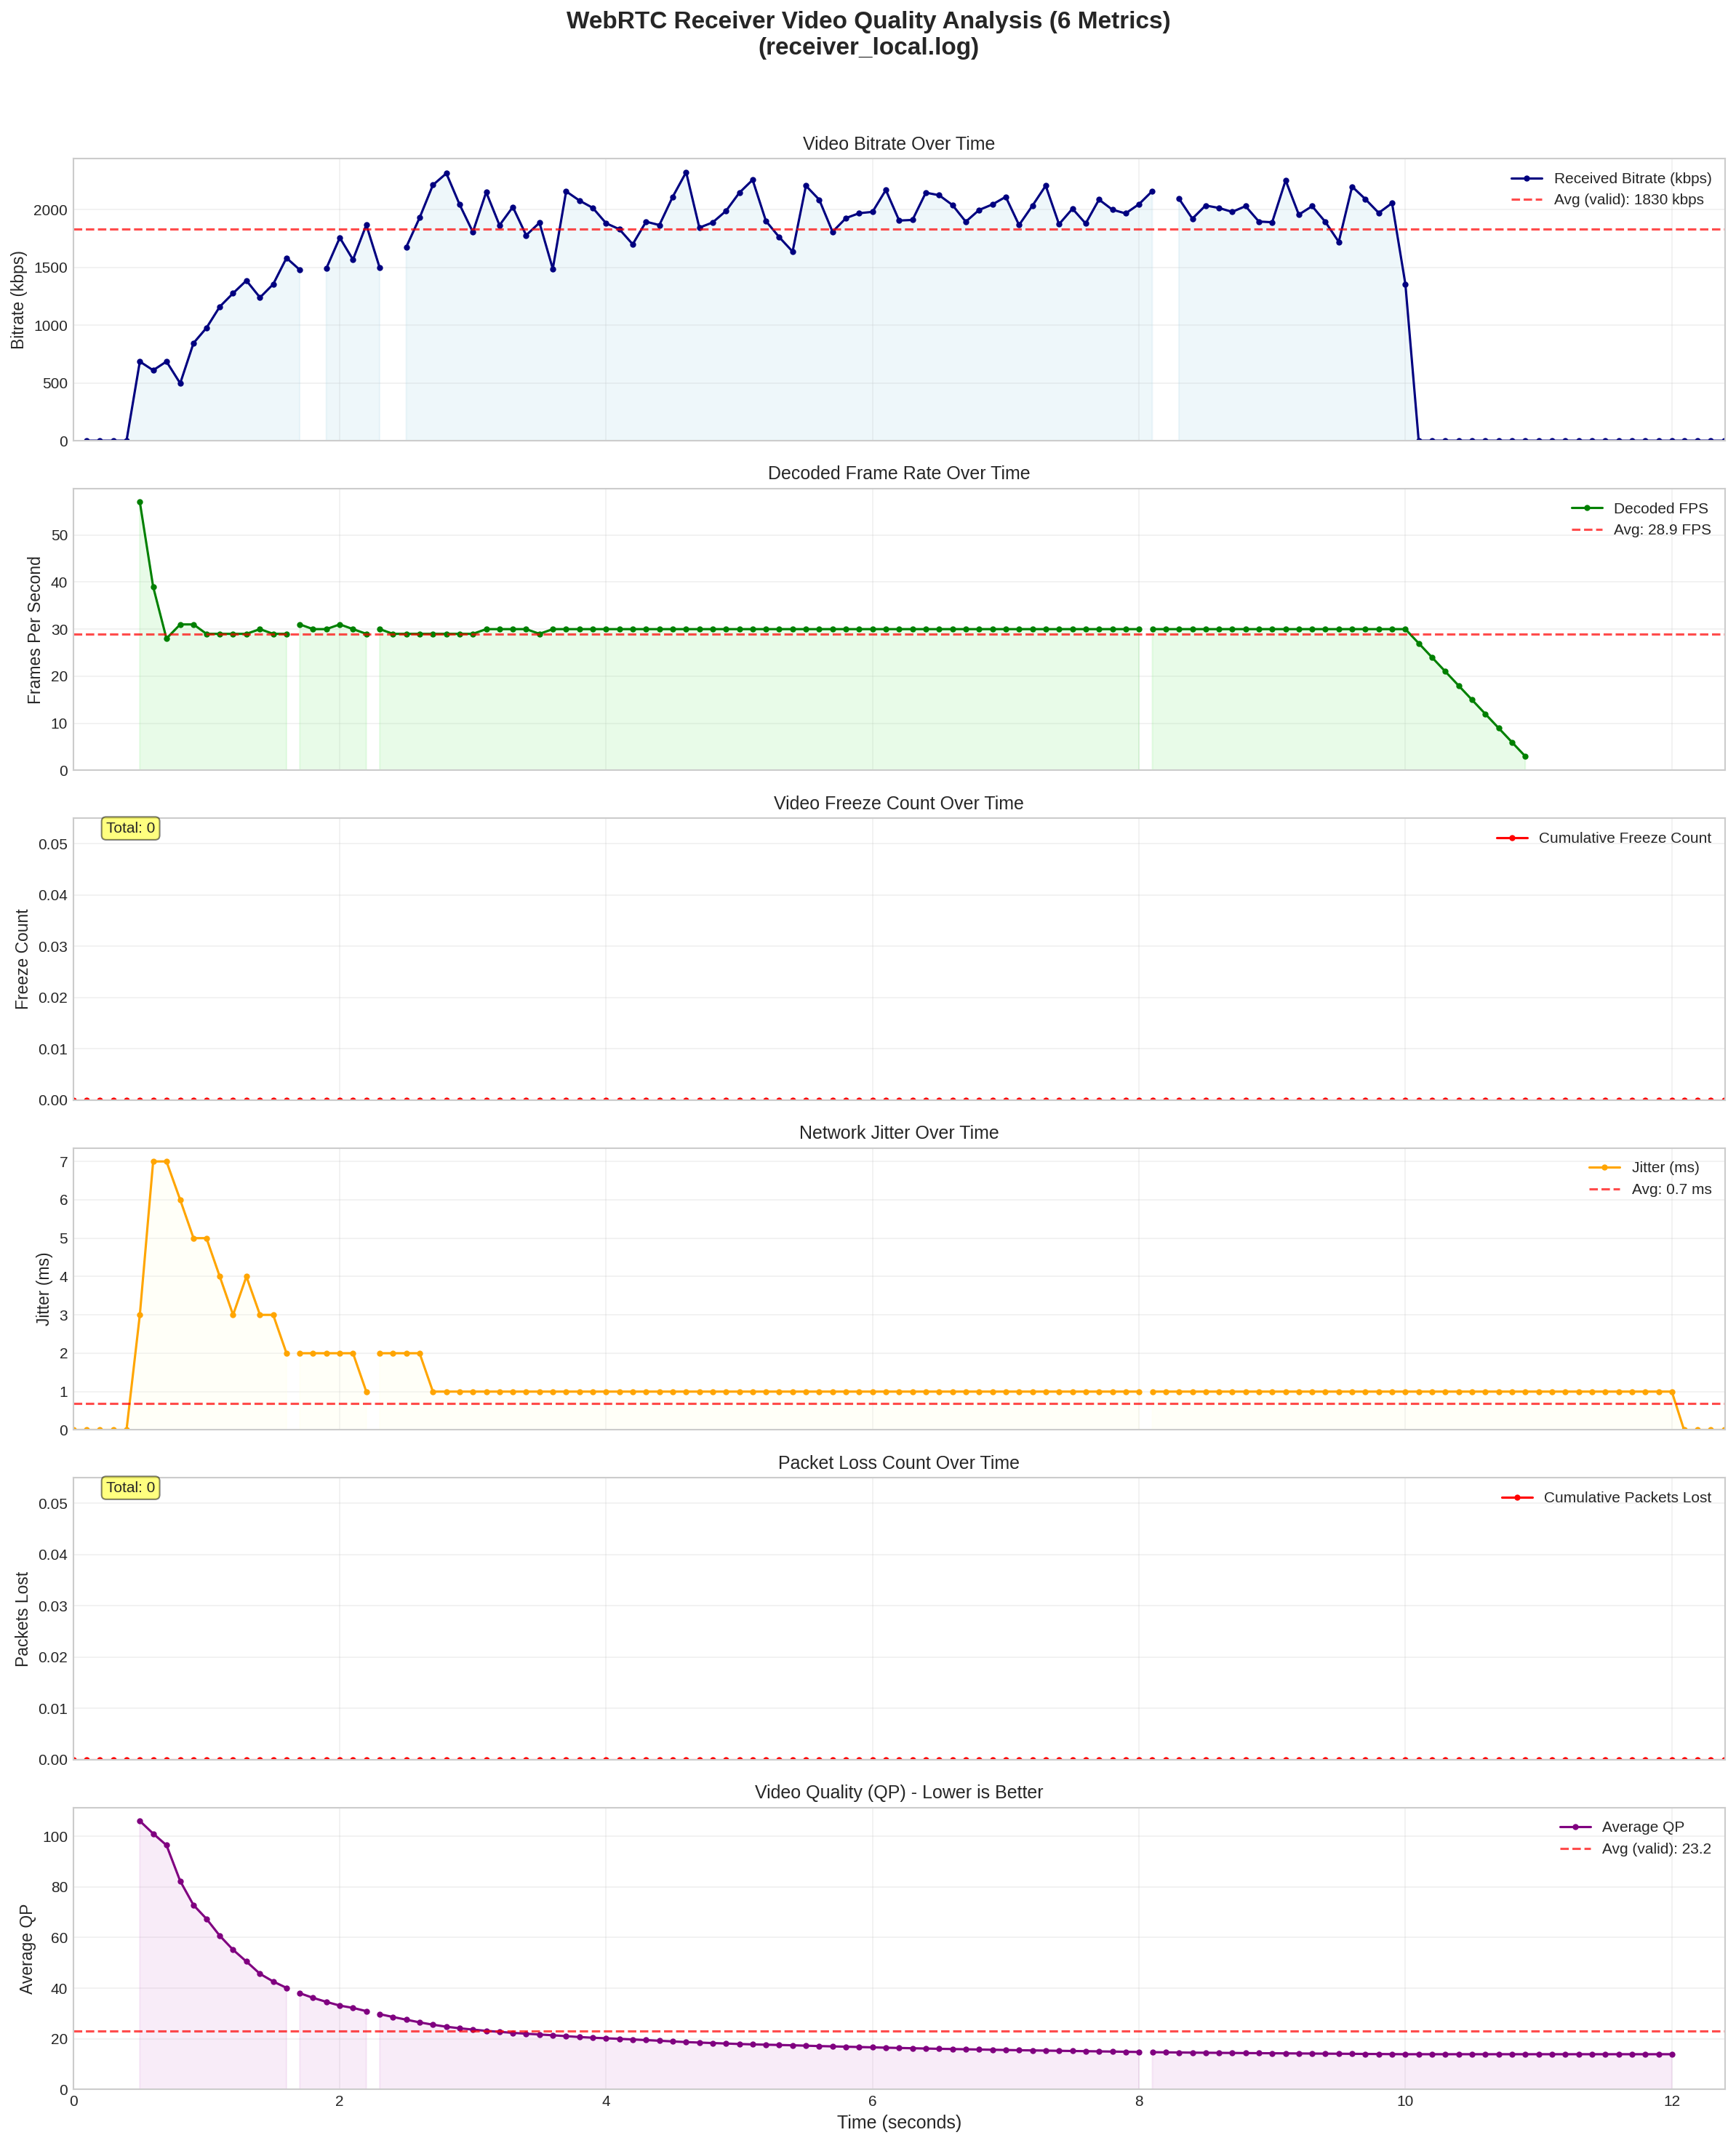 WebRTC Receiver Video Quality Analysis (6 Metrics)
(receiver_local.log)
Video Bitrate Over Time
Bitrate (kbps)
2000
1500
1000
500
0
Received Bitrate (kbps)
Avg (valid): 1830 kbps
Decoded Frame Rate Over Time
Frames Per Second
50
40
30
20
10
0
Decoded FPS
Avg: 28.9 FPS
Video Freeze Count Over Time
Total: 0
Freeze Count
0.05
0.04
0.03
0.02
0.01
0.00
Cumulative Freeze Count
Network Jitter Over Time
Jitter (ms)
7
6
5
4
3
2
1
0
Jitter (ms)
Avg: 0.7 ms
Packet Loss Count Over Time
Total: 0
Packets Lost
0.05
0.04
0.03
0.02
0.01
0.00
Cumulative Packets Lost
Video Quality (QP) - Lower is Better
Average QP
100
80
60
40
20
0
Average QP
Avg (valid): 23.2
0 2 4 6 8 10 12
Time (seconds)